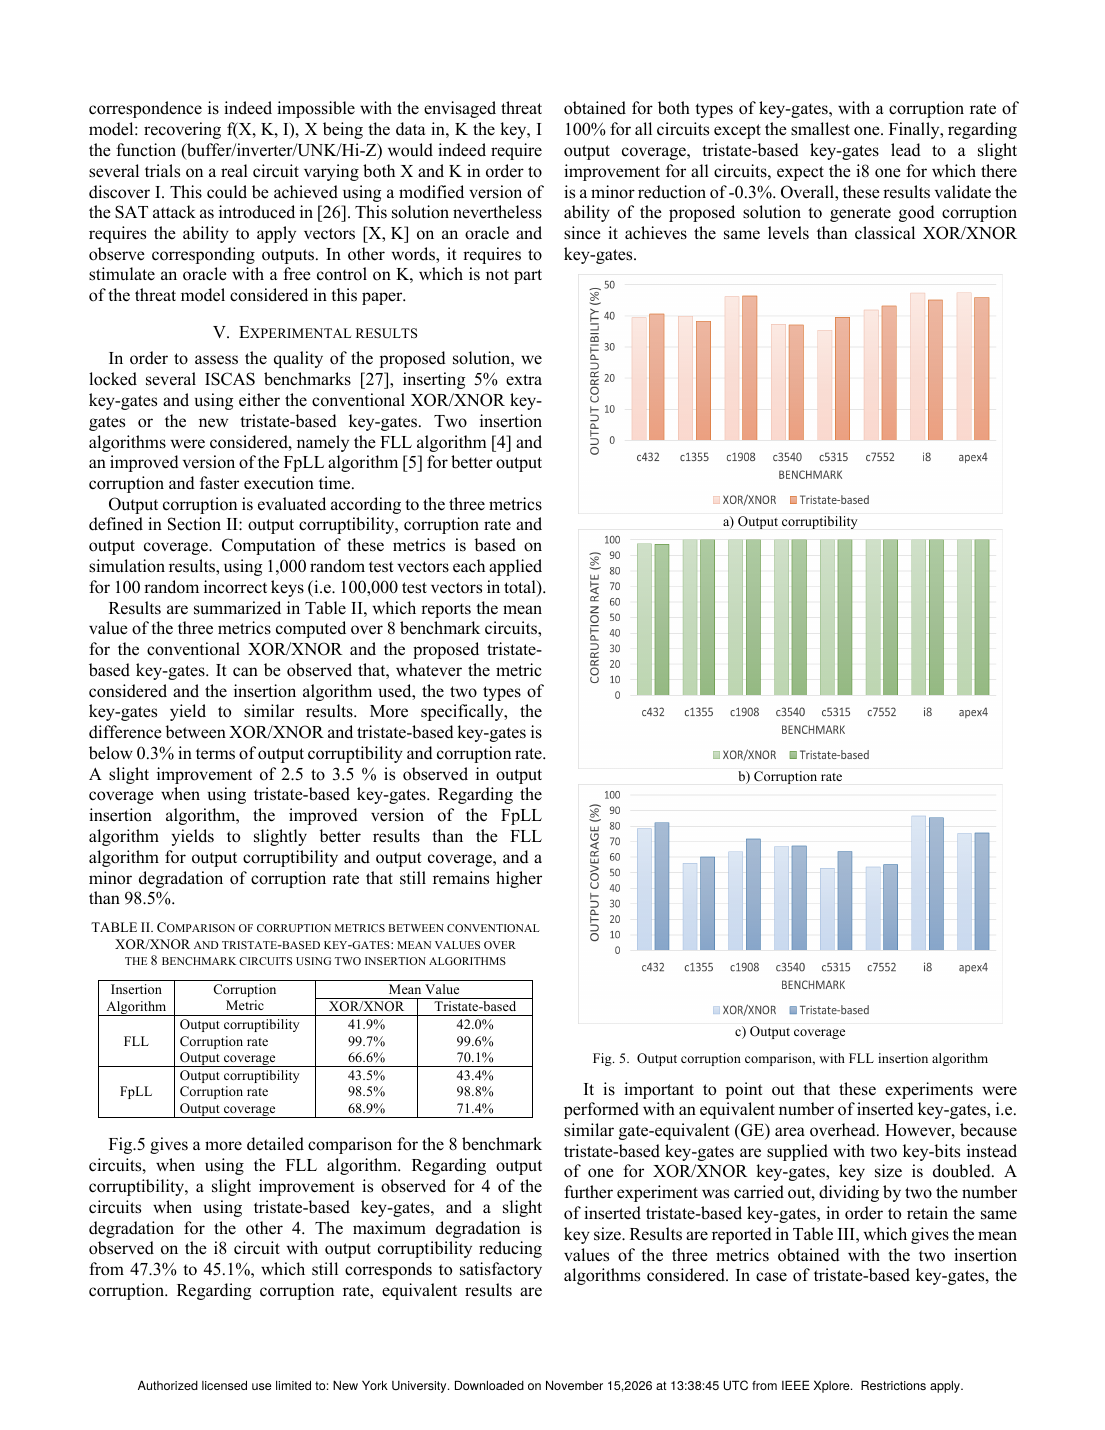 correspondence is indeed impossible with the envisaged threat
model: recovering f(X, K, I), X being the data in, K the key, I
the function (buffer/inverter/UNK/Hi-Z) would indeed require
several trials on a real circuit varying both X and K in order to
discover I. This could be achieved using a modified version of
the SAT attack as introduced in [26]. This solution nevertheless
requires the ability to apply vectors [X, K] on an oracle and
observe corresponding outputs. In other words, it requires to
stimulate an oracle with a free control on K, which is not part
of the threat model considered in this paper.
V. EXPERIMENTAL RESULTS
In order to assess the quality of the proposed solution, we
locked several ISCAS benchmarks [27], inserting 5% extra
key-gates and using either the conventional XOR/XNOR key-
gates or the new tristate-based key-gates. Two insertion
algorithms were considered, namely the FLL algorithm [4] and
an improved version of the FpLL algorithm [5] for better output
corruption and faster execution time.
Output corruption is evaluated according to the three metrics
defined in Section II: output corruptibility, corruption rate and
output coverage. Computation of these metrics is based on
simulation results, using 1,000 random test vectors each applied
for 100 random incorrect keys (i.e. 100,000 test vectors in total).
Results are summarized in Table II, which reports the mean
value of the three metrics computed over 8 benchmark circuits,
for the conventional XOR/XNOR and the proposed tristate-
based key-gates. It can be observed that, whatever the metric
considered and the insertion algorithm used, the two types of
key-gates yield to similar results. More specifically, the
difference between XOR/XNOR and tristate-based key-gates is
below 0.3% in terms of output corruptibility and corruption rate.
A slight improvement of 2.5 to 3.5 % is observed in output
coverage when using tristate-based key-gates. Regarding the
insertion algorithm, the improved version of the FpLL
algorithm yields to slightly better results than the FLL
algorithm for output corruptibility and output coverage, and a
minor degradation of corruption rate that still remains higher
than 98.5%.
TABLE II. COMPARISON OF CORRUPTION METRICS BETWEEN CONVENTIONAL
XOR/XNOR AND TRISTATE-BASED KEY-GATES: MEAN VALUES OVER
THE 8 BENCHMARK CIRCUITS USING TWO INSERTION ALGORITHMS
Insertion Algorithm Corruption Metric Mean Value
XOR/XNOR Tristate-based
FLL Output corruptibility 41.9% 42.0%
Corruption rate 99.7% 99.6%
Output coverage 66.6% 70.1%
FpLL Output corruptibility 43.5% 43.4%
Corruption rate 98.5% 98.8%
Output coverage 68.9% 71.4%
Fig.5 gives a more detailed comparison for the 8 benchmark
circuits, when using the FLL algorithm. Regarding output
corruptibility, a slight improvement is observed for 4 of the
circuits when using tristate-based key-gates, and a slight
degradation for the other 4. The maximum degradation is
observed on the i8 circuit with output corruptibility reducing
from 47.3% to 45.1%, which still corresponds to satisfactory
corruption. Regarding corruption rate, equivalent results are
obtained for both types of key-gates, with a corruption rate of
100% for all circuits except the smallest one. Finally, regarding
output coverage, tristate-based key-gates lead to a slight
improvement for all circuits, expect the i8 one for which there
is a minor reduction of -0.3%. Overall, these results validate the
ability of the proposed solution to generate good corruption
since it achieves the same levels than classical XOR/XNOR
key-gates.
OUTPUT CORRUPTIBILITY (%)
50
40
30
20
10
0
c432 c1355 c1908 c3540 c5315 c7552 i8 apex4
BENCHMARK
XOR/XNOR Tristate-based
a) Output corruptibility
CORRUPTION RATE (%)
100
90
80
70
60
50
40
30
20
10
0
c432 c1355 c1908 c3540 c5315 c7552 i8 apex4
BENCHMARK
XOR/XNOR Tristate-based
b) Corruption rate
OUTPUT COVERAGE (%)
100
90
80
70
60
50
40
30
20
10
0
c432 c1355 c1908 c3540 c5315 c7552 i8 apex4
BENCHMARK
XOR/XNOR Tristate-based
c) Output coverage
Fig. 5. Output corruption comparison, with FLL insertion algorithm
It is important to point out that these experiments were
performed with an equivalent number of inserted key-gates, i.e.
similar gate-equivalent (GE) area overhead. However, because
tristate-based key-gates are supplied with two key-bits instead
of one for XOR/XNOR key-gates, key size is doubled. A
further experiment was carried out, dividing by two the number
of inserted tristate-based key-gates, in order to retain the same
key size. Results are reported in Table III, which gives the mean
values of the three metrics obtained with the two insertion
algorithms considered. In case of tristate-based key-gates, the
Authorized licensed use limited to: New York University. Downloaded on November 15,2026 at 13:38:45 UTC from IEEE Xplore. Restrictions apply.